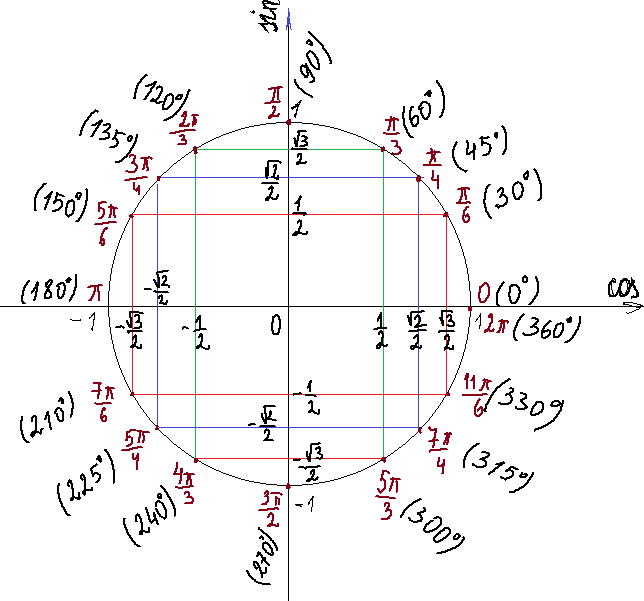 sin
(90°)
π/2
1
(120°)
2π/3
π/3
(60°)
(135°)
3π/4
√3/2
π/4
(45°)
√2/2
(150°)
5π/6
1/2
π/6
(30°)
(180°)
π
-√2/2
0
(0°)
cos
-1
-√3/2
-1/2
0
1/2
√2/2
√3/2
1
2π
(360°)
7π/6
(210°)
-1/2
11π/6
(330°)
5π/4
(225°)
-√2/2
7π/4
(315°)
4π/3
(240°)
-√3/2
5π/3
(300°)
3π/2
-1
(270°)